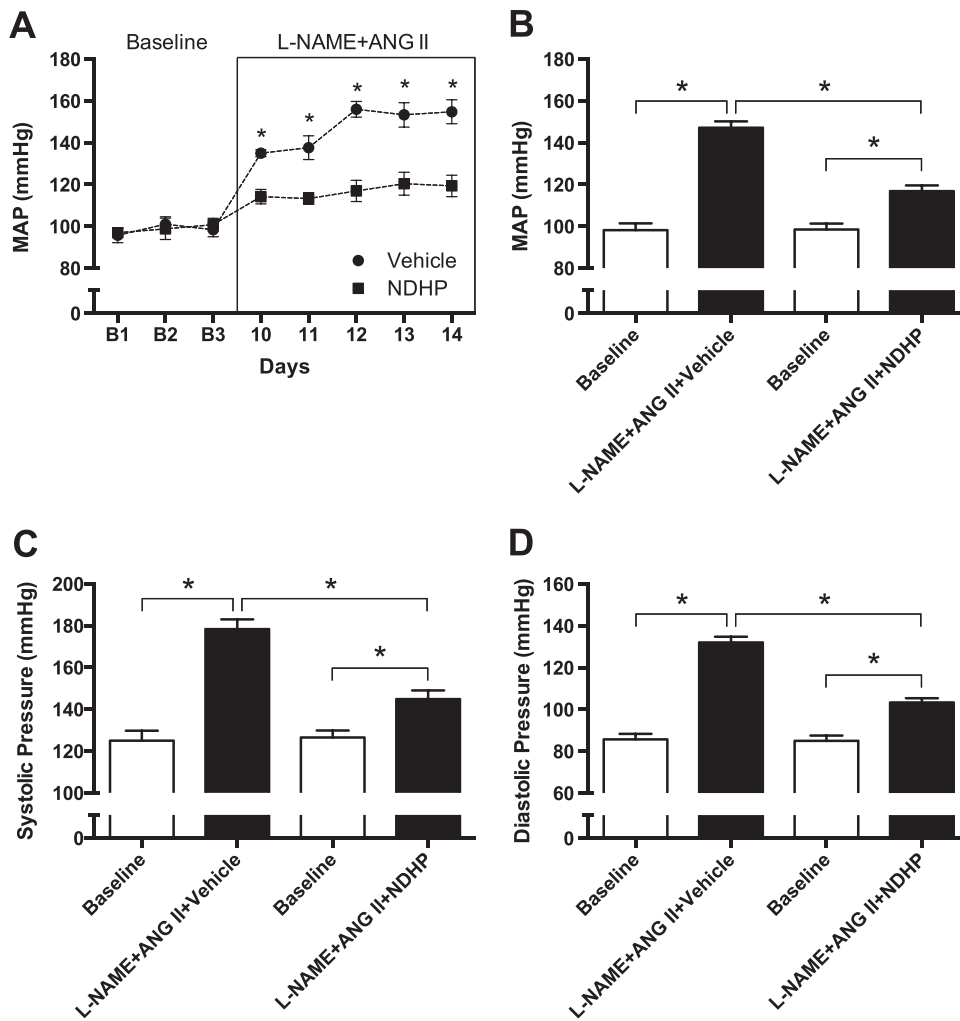 A
Baseline
L-NAME+ANG II
MAP (mmHg)
180
160
140
120
100
80
0
* * * * *
Vehicle
NDHP
B1 B2 B3 10 11 12 13 14
Days
B
MAP (mmHg)
180
160
140
120
100
80
0
* *
*
Baseline
L-NAME+ANG II+Vehicle
Baseline
L-NAME+ANG II+NDHP
C
Systolic Pressure (mmHg)
200
180
160
140
120
100
0
* *
*
Baseline
L-NAME+ANG II+Vehicle
Baseline
L-NAME+ANG II+NDHP
D
Diastolic Pressure (mmHg)
160
140
120
100
80
60
0
* *
*
Baseline
L-NAME+ANG II+Vehicle
Baseline
L-NAME+ANG II+NDHP